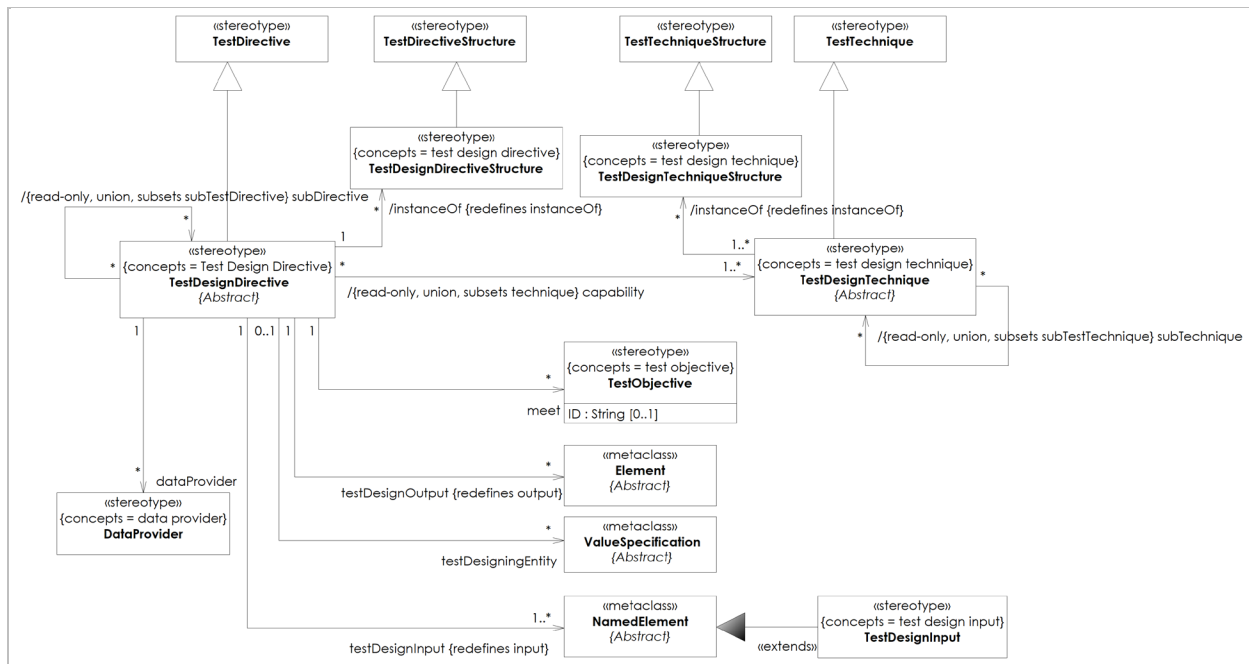 «stereotype»
TestDirective
«stereotype»
TestDirectiveStructure
«stereotype»
TestTechniqueStructure
«stereotype»
TestTechnique
«stereotype»
{concepts = test design directive}
TestDesignDirectiveStructure
«stereotype»
{concepts = test design technique}
TestDesignTechniqueStructure
/{read-only, union, subsets subTestDirective} subDirective
*
*
/instanceOf {redefines instanceOf}
1
*
/instanceOf {redefines instanceOf}
1..*
«stereotype»
{concepts = Test Design Directive}
TestDesignDirective
{Abstract}
*
*
1..*
/{read-only, union, subsets technique} capability
«stereotype»
{concepts = test design technique}
TestDesignTechnique
{Abstract}
*
*
/{read-only, union, subsets subTestTechnique} subTechnique
1
1
0..1
1
1
«stereotype»
{concepts = test objective}
TestObjective
ID : String [0..1]
*
meet
«metaclass»
Element
{Abstract}
*
testDesignOutput {redefines output}
*
dataProvider
«stereotype»
{concepts = data provider}
DataProvider
«metaclass»
ValueSpecification
{Abstract}
*
testDesigningEntity
«metaclass»
NamedElement
{Abstract}
1..*
testDesignInput {redefines input}
«extends»
«stereotype»
{concepts = test design input}
TestDesignInput